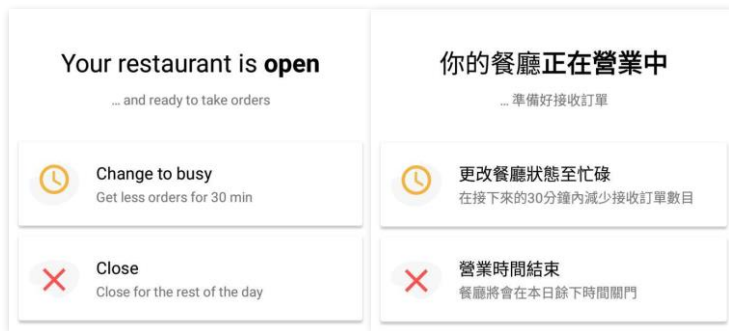 Your restaurant is open
... and ready to take orders
Change to busy
Get less orders for 30 min
Close
Close for the rest of the day
你的餐廳正在營業中
... 準備好接收訂單
更改餐廳狀態至忙碌
在接下來的30分鐘內減少接收訂單數目
營業時間結束
餐廳將會在本日餘下時間關門